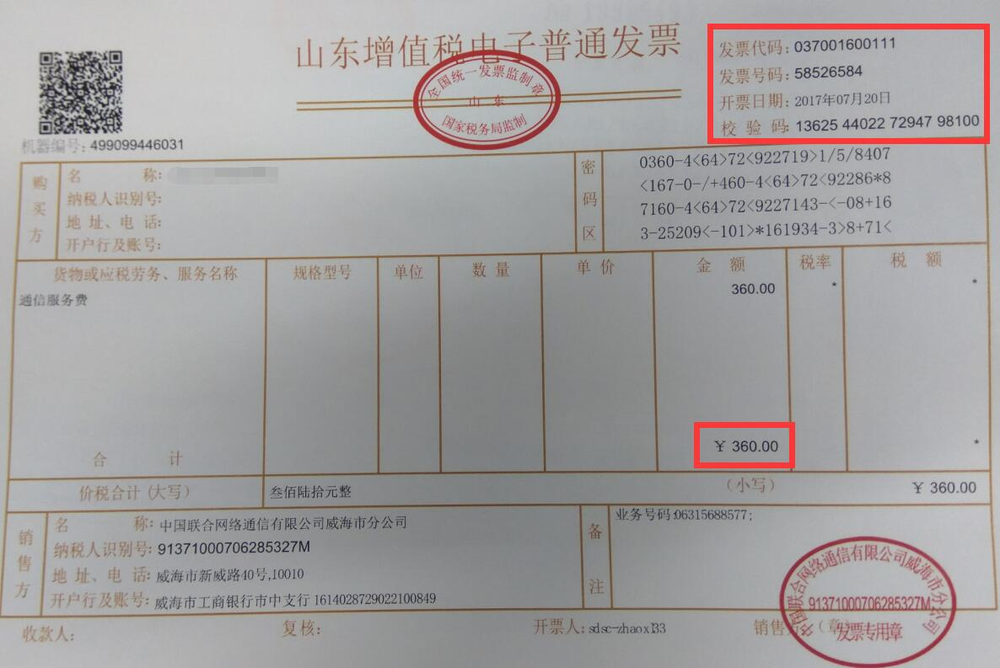 山东增值税电子普通发票
全国统一发票监制章
山东
国家税务局监制
发票代码：037001600111
发票号码：58526584
开票日期：2017年07月20日
校验码：13625 44022 72947 98100
机器编号：499099446031
购买方
名称：
纳税人识别号：
地址、电话：
开户行及账号：
密码区
0360-4<64>72<922719>1/5/8407
<167-0-/+460-4<64>72<92286*8
7160-4<64>72<9227143-<-08+16
3-25209<-101>*161934-3>8+71<
货物或应税劳务、服务名称 规格型号 单位 数量 单价 金额 税率 税额
通信服务费 360.00 * *
合计 ￥360.00 *
价税合计（大写） 叁佰陆拾元整 （小写） ￥360.00
销售方
名称：中国联合网络通信有限公司威海市分公司
纳税人识别号：91371000706285327M
地址、电话：威海市新威路40号,10010
开户行及账号：威海市工商银行市中支行 1614028729022100849
备注
业务号码:06315688577;
收款人： 复核： 开票人：sdsc-zhaoxl33 销售方：（章）
中国联合网络通信有限公司威海市分公司
91371000706285327M
发票专用章